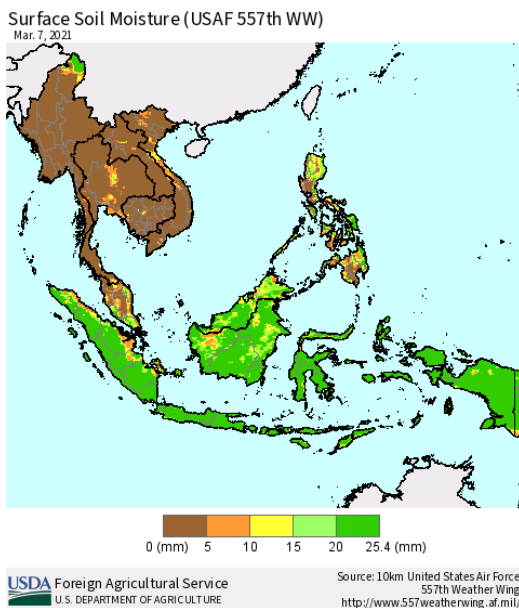 Surface Soil Moisture (USAF 557th WW)
Mar. 7, 2021
0 (mm) 5 10 15 20 25.4 (mm)
USDA Foreign Agricultural Service
U.S. DEPARTMENT OF AGRICULTURE
Source: 10km United States Air Force
557th Weather Wing
http://www.557weatherwing.af.mil/